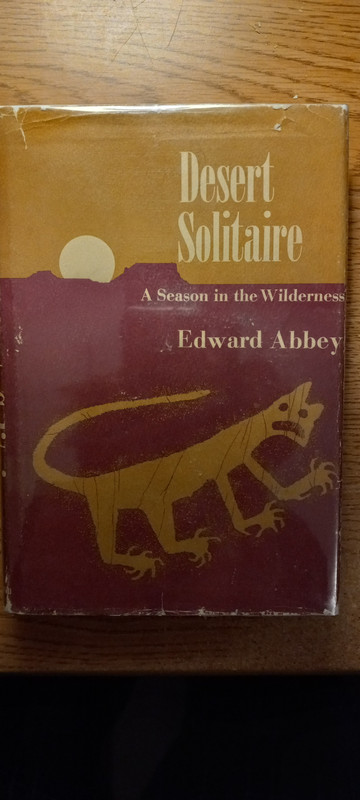 Desert
Solitaire
A Season in the Wilderness
Edward Abbey